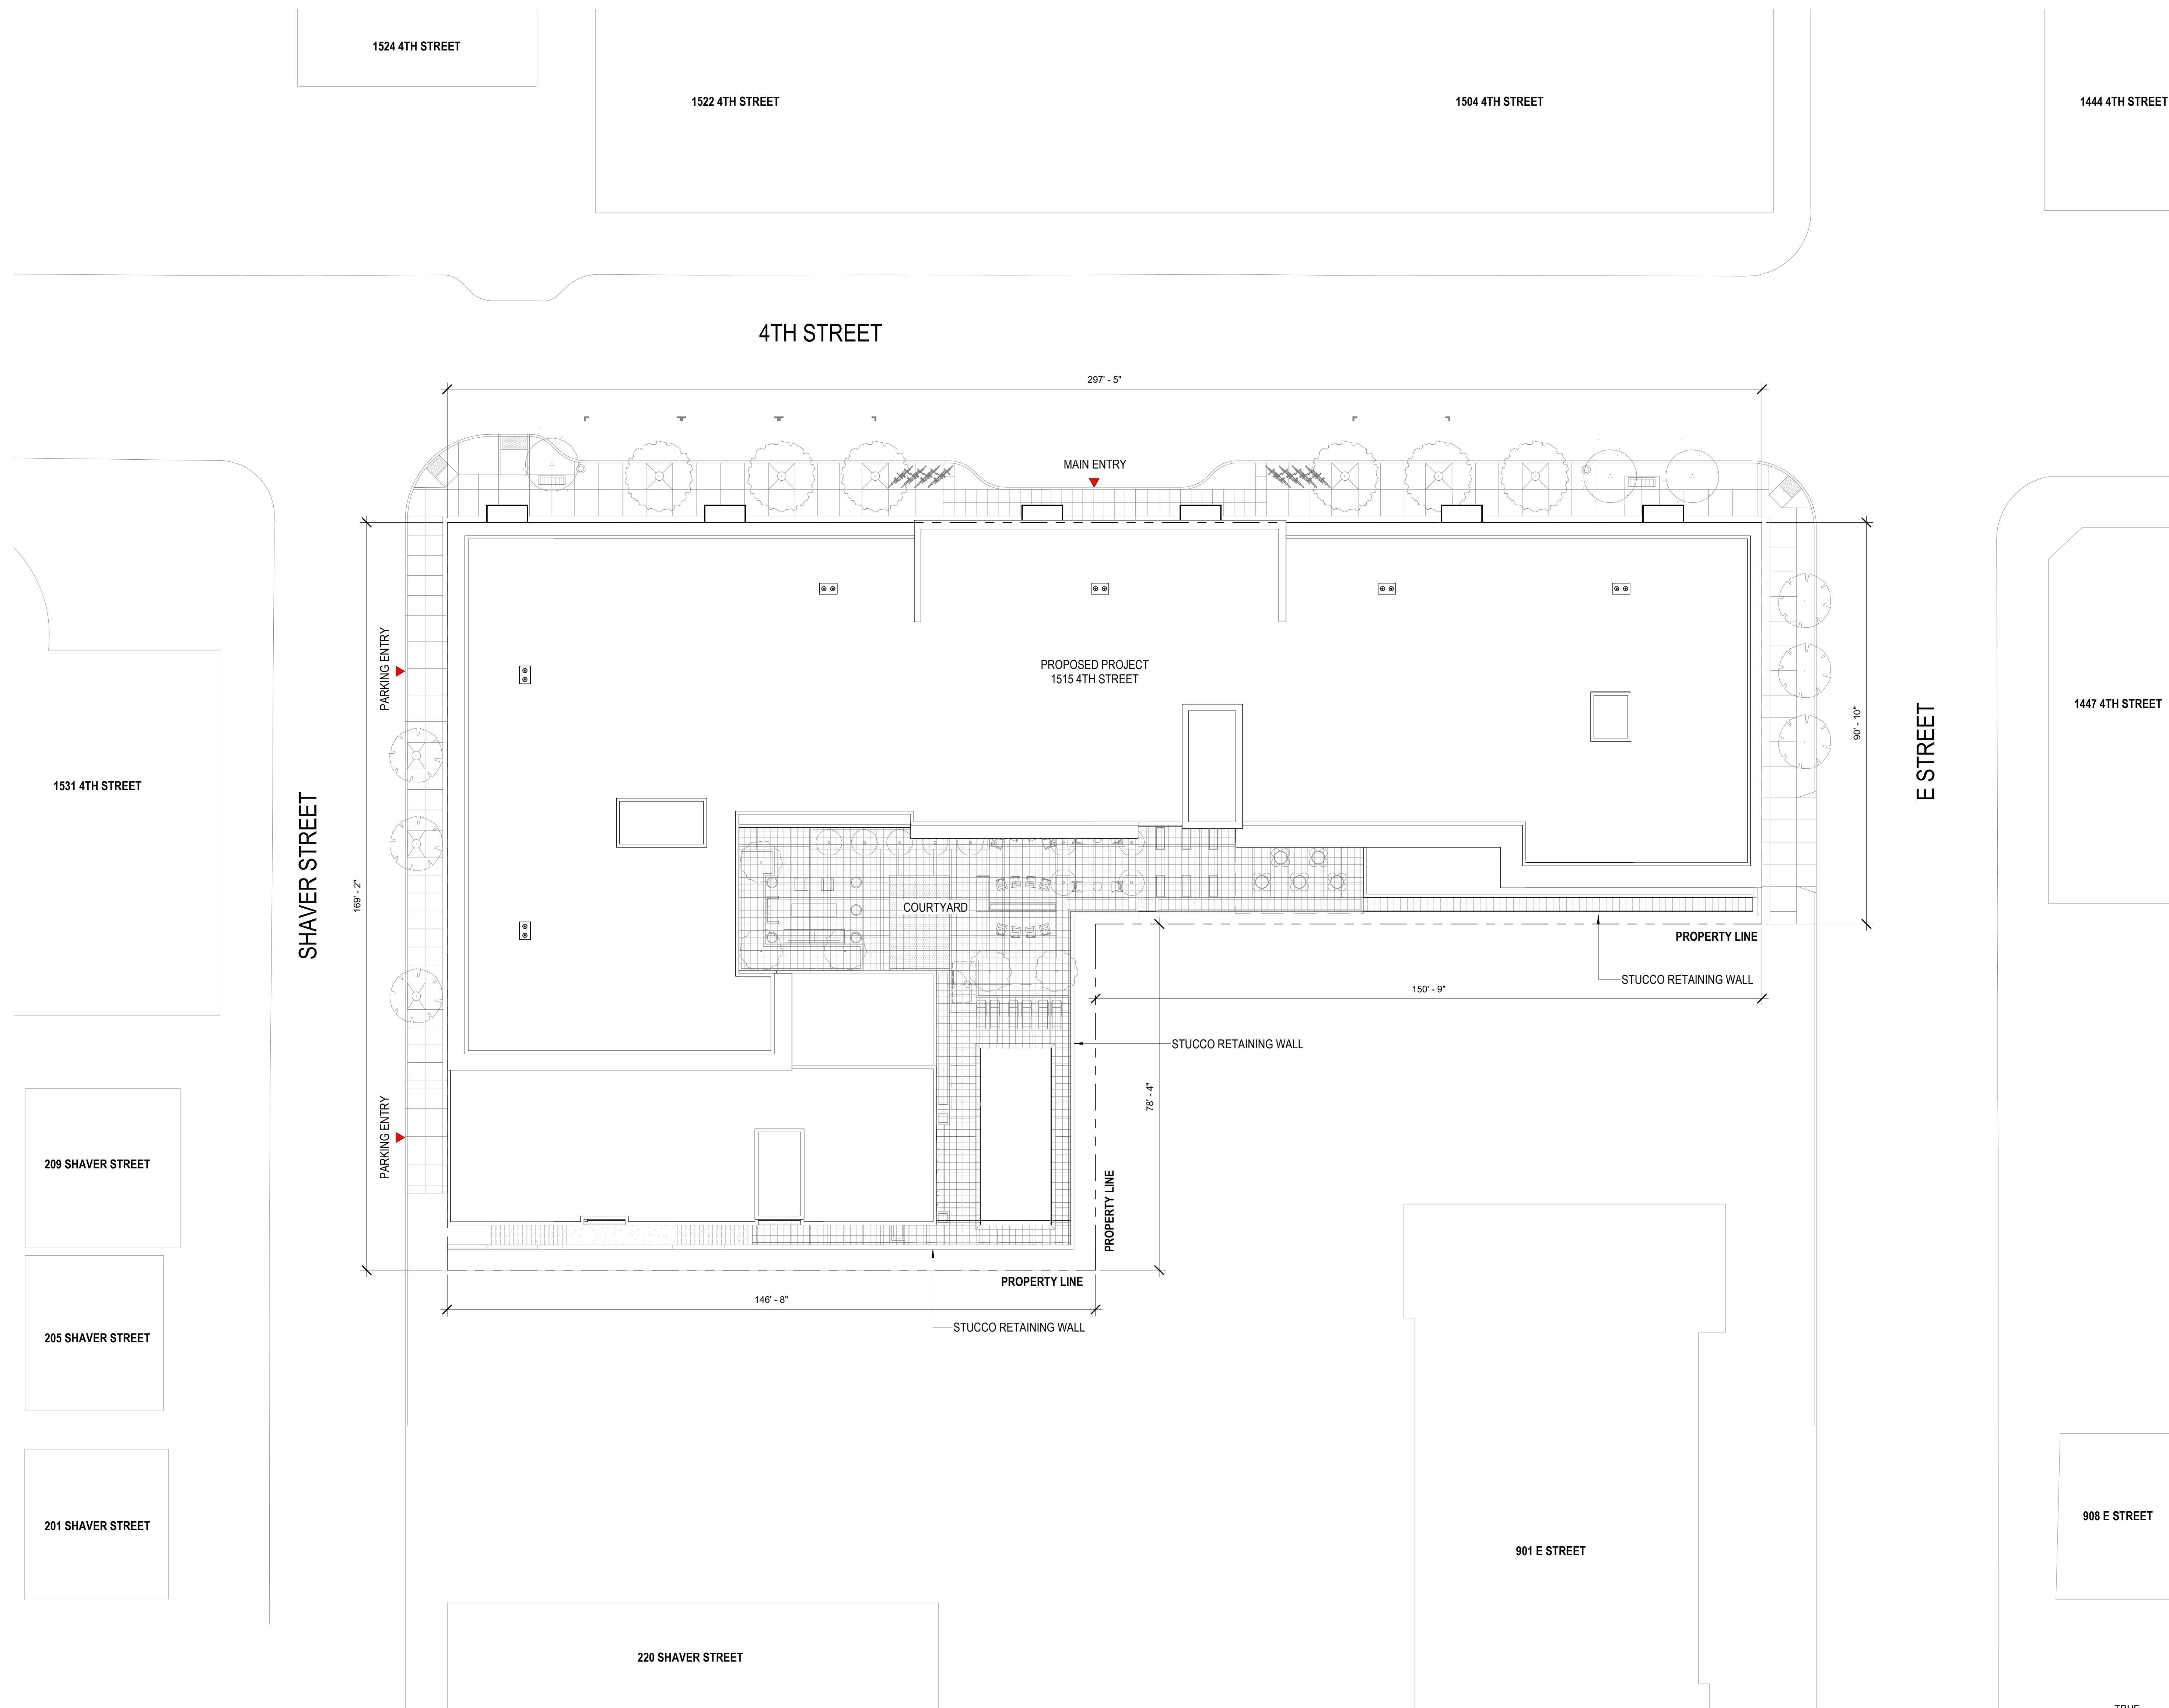 1524 4TH STREET
1522 4TH STREET
1504 4TH STREET
1444 4TH STREET
4TH STREET
297' - 5"
MAIN ENTRY
PARKING ENTRY
PROPOSED PROJECT
1515 4TH STREET
90' - 10"
E STREET
1447 4TH STREET
1531 4TH STREET
SHAVER STREET
169' - 2"
COURTYARD
PROPERTY LINE
STUCCO RETAINING WALL
150' - 9"
STUCCO RETAINING WALL
78' - 4"
PARKING ENTRY
209 SHAVER STREET
PROPERTY LINE
PROPERTY LINE
146' - 8"
STUCCO RETAINING WALL
205 SHAVER STREET
201 SHAVER STREET
908 E STREET
901 E STREET
220 SHAVER STREET